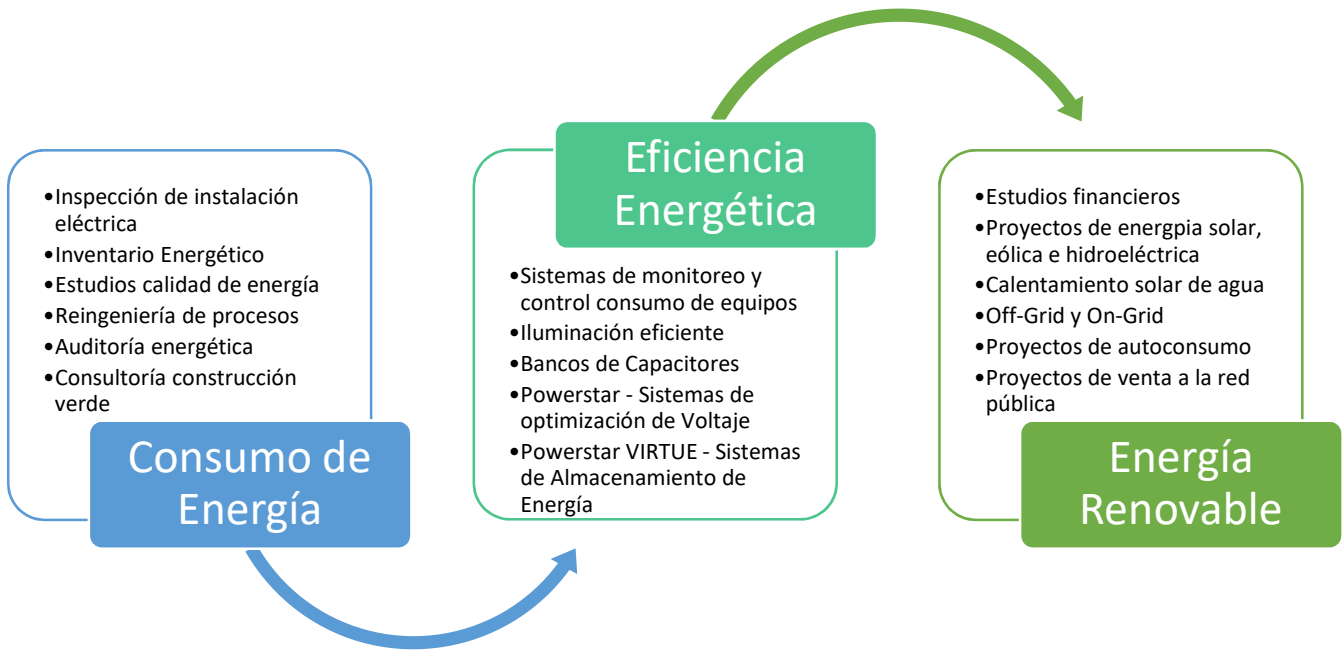 •Inspección de instalación
eléctrica
•Inventario Energético
•Estudios calidad de energía
•Reingeniería de procesos
•Auditoría energética
•Consultoría construcción
verde
Consumo de
Energía
Eficiencia
Energética
•Sistemas de monitoreo y
control consumo de equipos
•Iluminación eficiente
•Bancos de Capacitores
•Powerstar - Sistemas de
optimización de Voltaje
•Powerstar VIRTUE - Sistemas
de Almacenamiento de
Energía
•Estudios financieros
•Proyectos de energpia solar,
eólica e hidroeléctrica
•Calentamiento solar de agua
•Off-Grid y On-Grid
•Proyectos de autoconsumo
•Proyectos de venta a la red
pública
Energía
Renovable